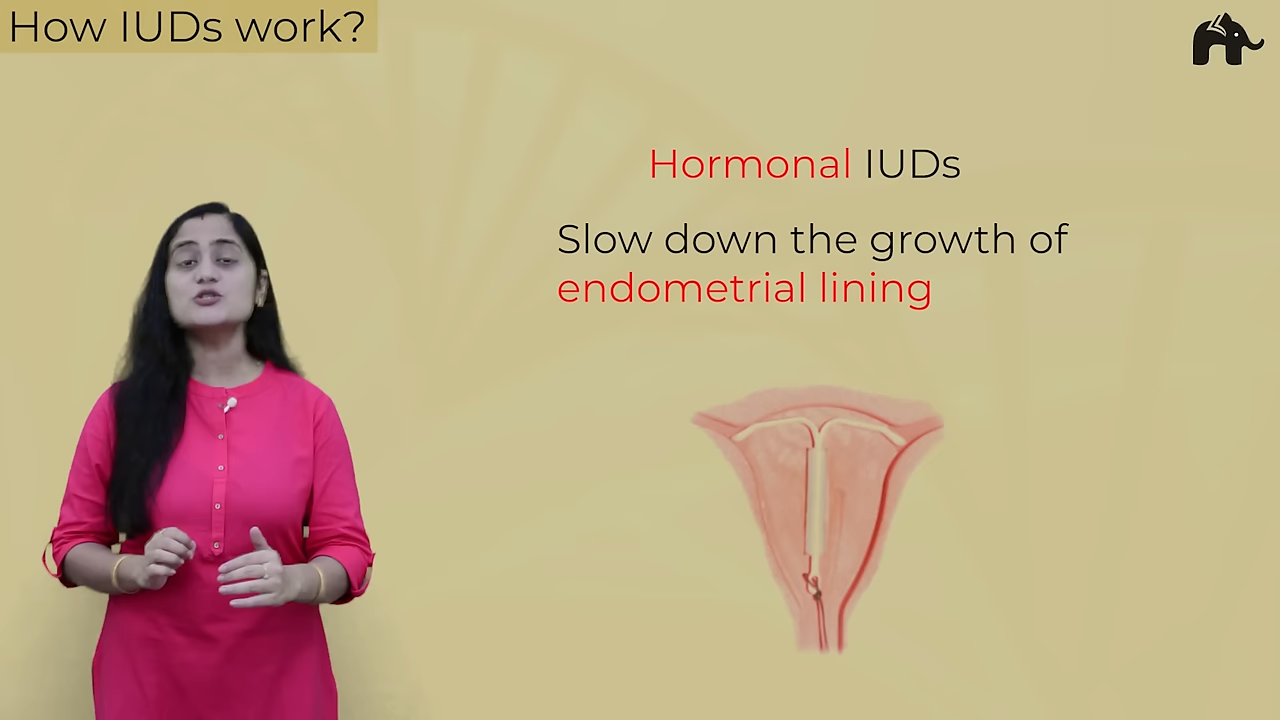 How IUDs work?
Hormonal IUDs
Slow down the growth of
endometrial lining